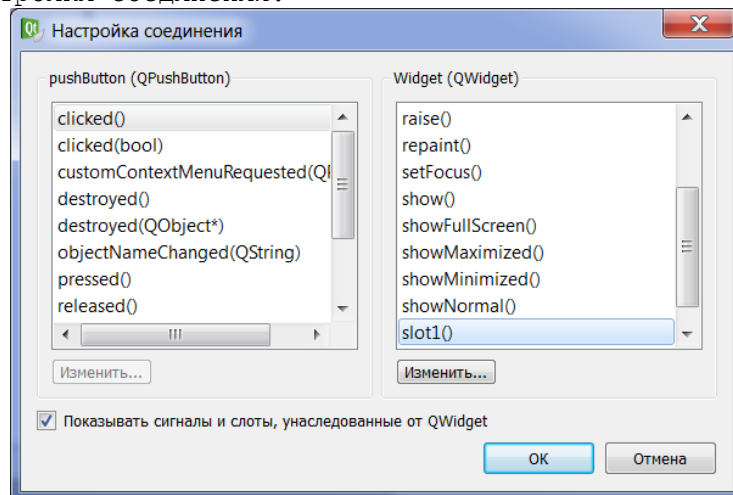 Настройка соединения
pushButton (QPushButton)
clicked()
clicked(bool)
customContextMenuRequested(QP
destroyed()
destroyed(QObject*)
objectNameChanged(QString)
pressed()
released()
Изменить...
Widget (QWidget)
raise()
repaint()
setFocus()
show()
showFullScreen()
showMaximized()
showMinimized()
showNormal()
slot1()
Изменить...
Показывать сигналы и слоты, унаследованные от QWidget
OK
Отмена